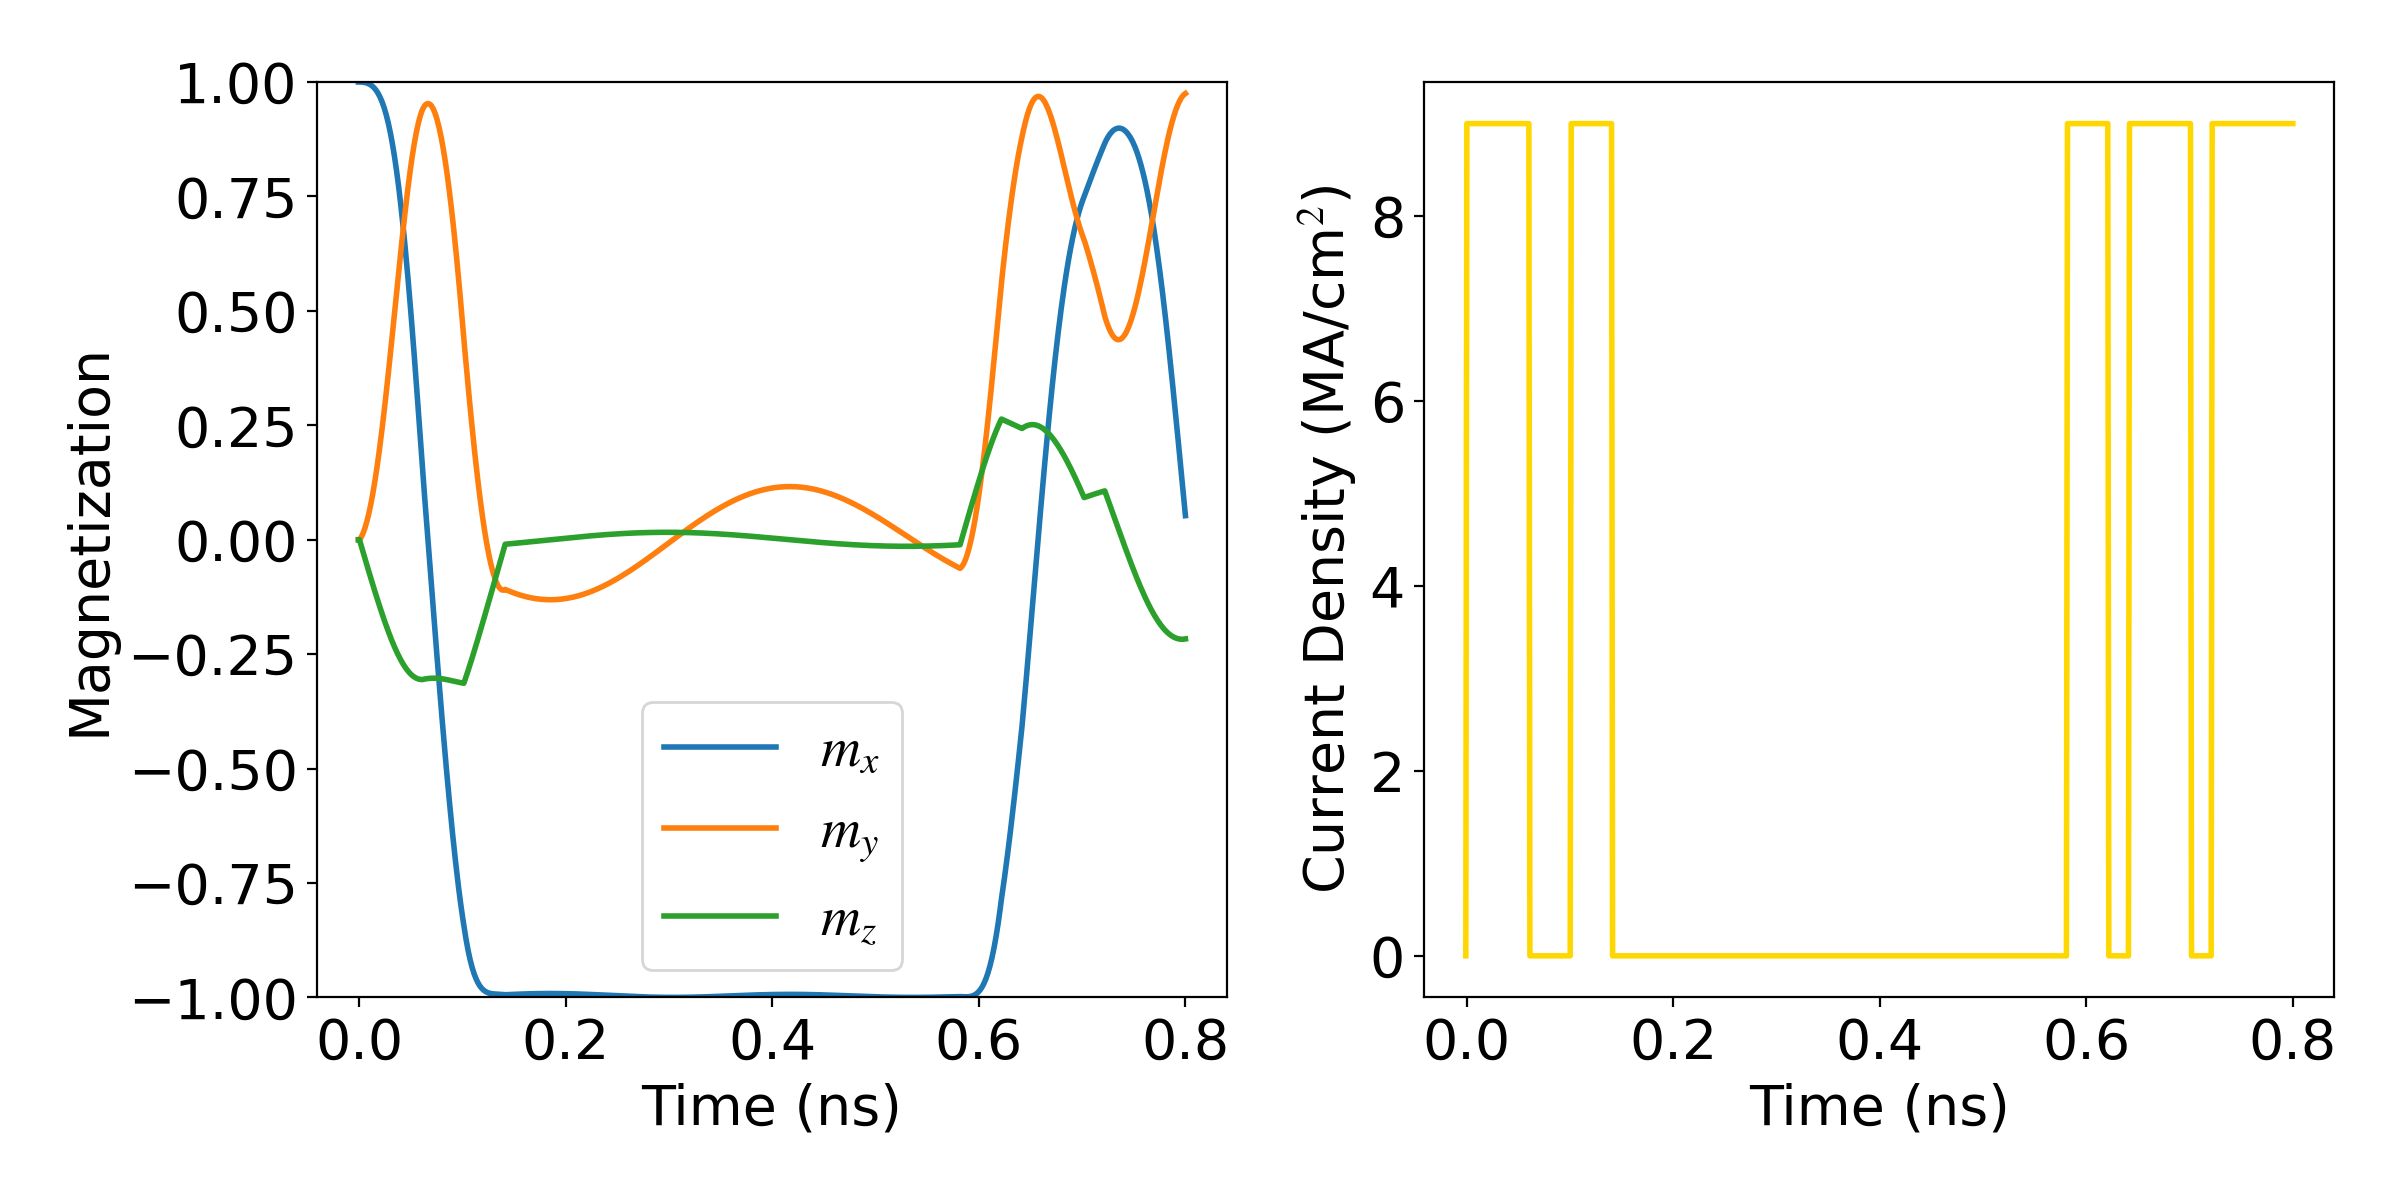 Magnetization
1.00
0.75
0.50
0.25
0.00
−0.25
−0.50
−0.75
−1.00
0.0 0.2 0.4 0.6 0.8
Time (ns)
m_x
m_y
m_z
Current Density (MA/cm²)
8
6
4
2
0
0.0 0.2 0.4 0.6 0.8
Time (ns)